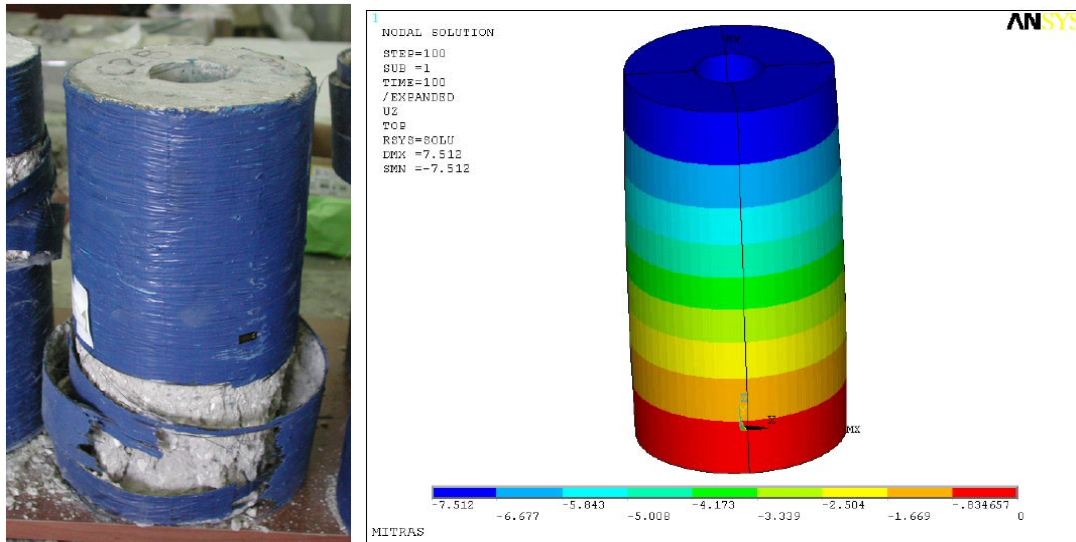 1
NODAL SOLUTION
ANSYS
STEP=100
SUB =1
TIME=100
/EXPANDED
UZ
TOP
RSYS=SOLU
DMX =7.512
SMN =-7.512
Z
X
MX
-7.512 -5.843 -4.173 -2.504 -.834657
-6.677 -5.008 -3.339 -1.669 0
MITRAS